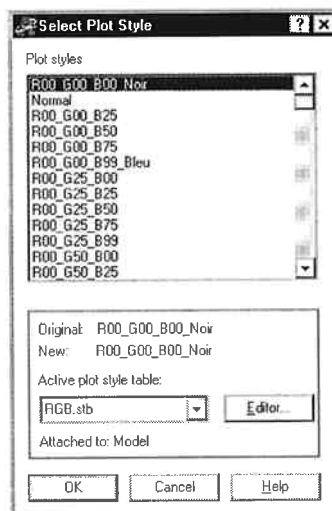 Select Plot Style
Plot styles
R00_G00_B00_Noir
Normal
R00_G00_B25
R00_G00_B50
R00_G00_B75
R00_G00_B99_Bleu
R00_G25_B00
R00_G25_B25
R00_G25_B50
R00_G25_B75
R00_G25_B99
R00_G50_B00
R00_G50_B25
Original: R00_G00_B00_Noir
New: R00_G00_B00_Noir
Active plot style table:
RGB.stb Editor...
Attached to: Model
OK Cancel Help